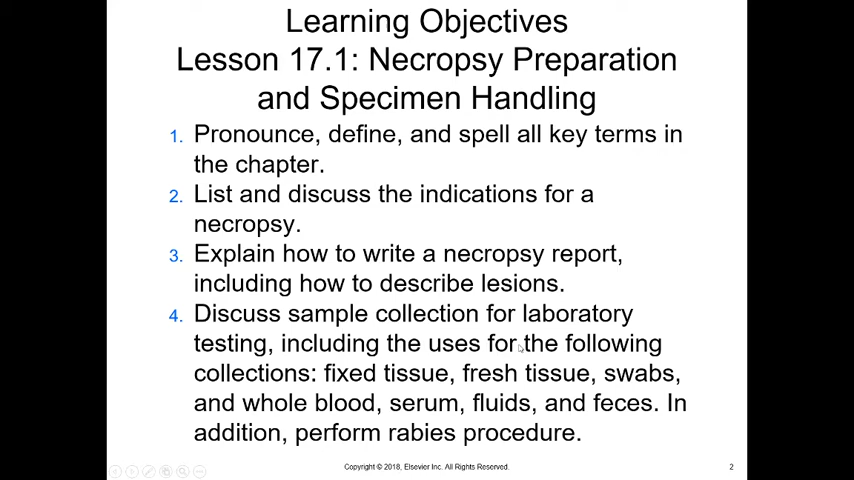 Learning Objectives
Lesson 17.1: Necropsy Preparation
and Specimen Handling
1. Pronounce, define, and spell all key terms in
the chapter.
2. List and discuss the indications for a
necropsy.
3. Explain how to write a necropsy report,
including how to describe lesions.
4. Discuss sample collection for laboratory
testing, including the uses for the following
collections: fixed tissue, fresh tissue, swabs,
and whole blood, serum, fluids, and feces. In
addition, perform rabies procedure.
Copyright © 2018, Elsevier Inc. All Rights Reserved.
2